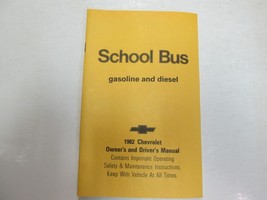 School Bus
gasoline and diesel
1982 Chevrolet
Owner's and Driver's Manual
Contains Important Operating
Safety & Maintenance Instructions
Keep With Vehicle At All Times.